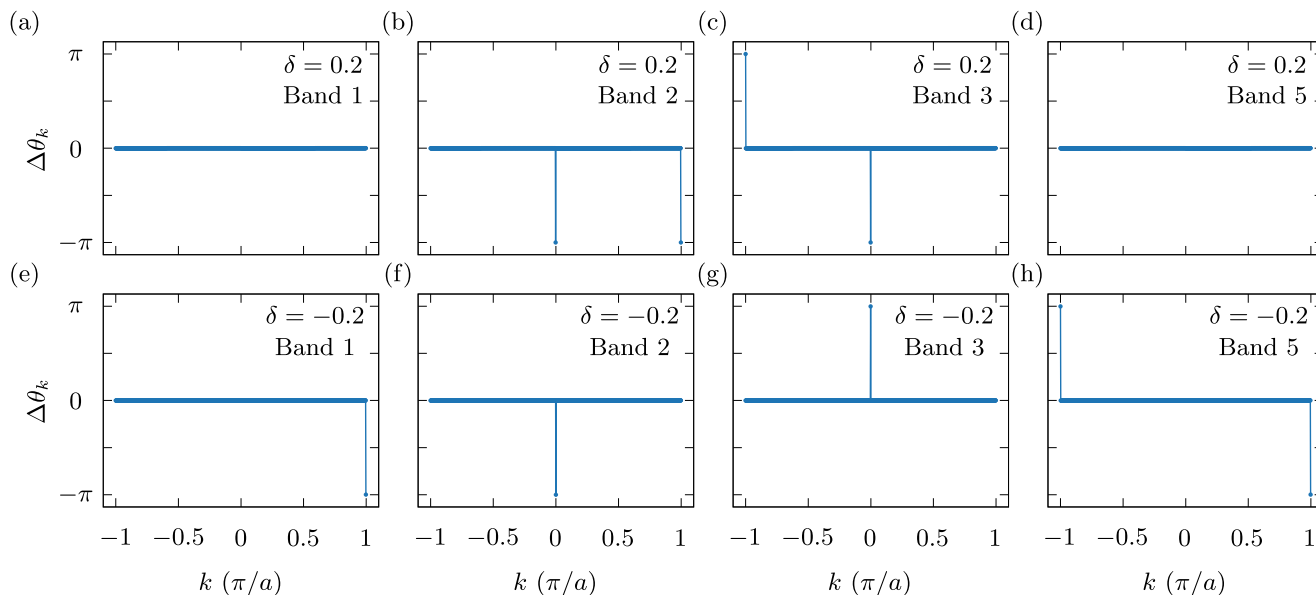 (a) (b) (c) (d)
π
0
−π
Δθ_k
δ = 0.2
Band 1
δ = 0.2
Band 2
δ = 0.2
Band 3
δ = 0.2
Band 5
(e) (f) (g) (h)
π
0
−π
Δθ_k
δ = −0.2
Band 1
δ = −0.2
Band 2
δ = −0.2
Band 3
δ = −0.2
Band 5
−1 −0.5 0 0.5 1 −1 −0.5 0 0.5 1 −1 −0.5 0 0.5 1 −1 −0.5 0 0.5 1
k (π/a) k (π/a) k (π/a) k (π/a)